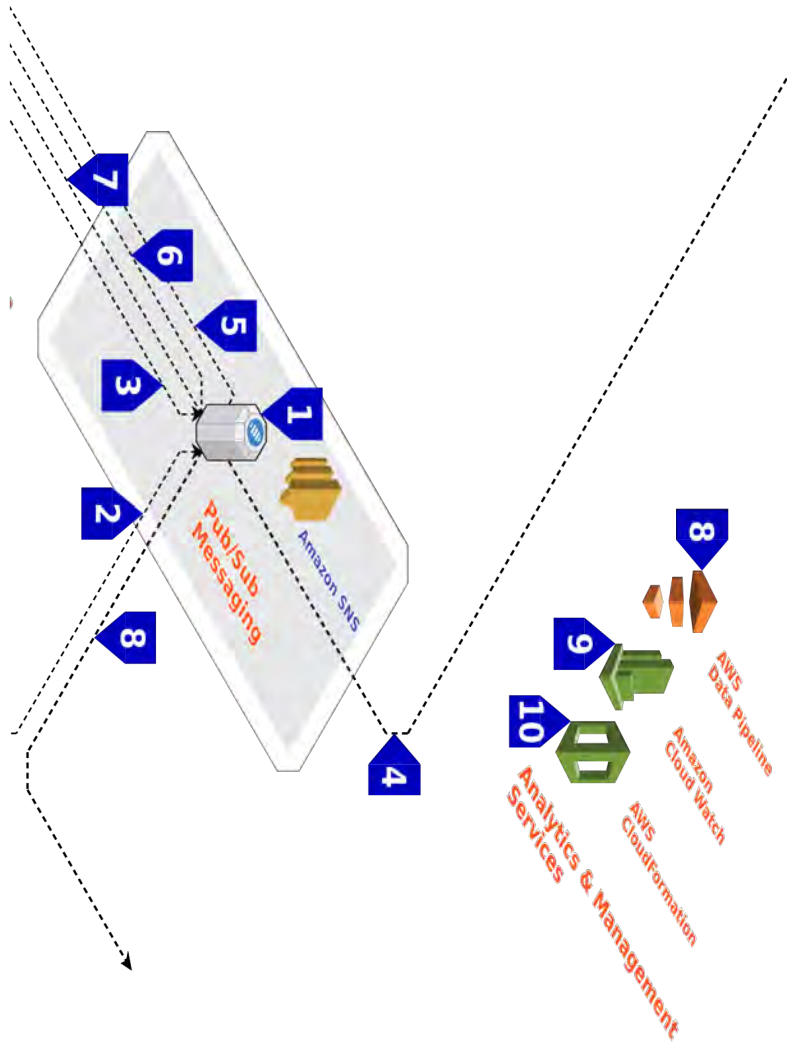 7
6
5
3
1
2
8
4
Pub/Sub
Messaging
Amazon SNS
8
9
10
AWS
Data Pipeline
Amazon
Cloud Watch
AWS
CloudFormation
Analytics & Management
Services